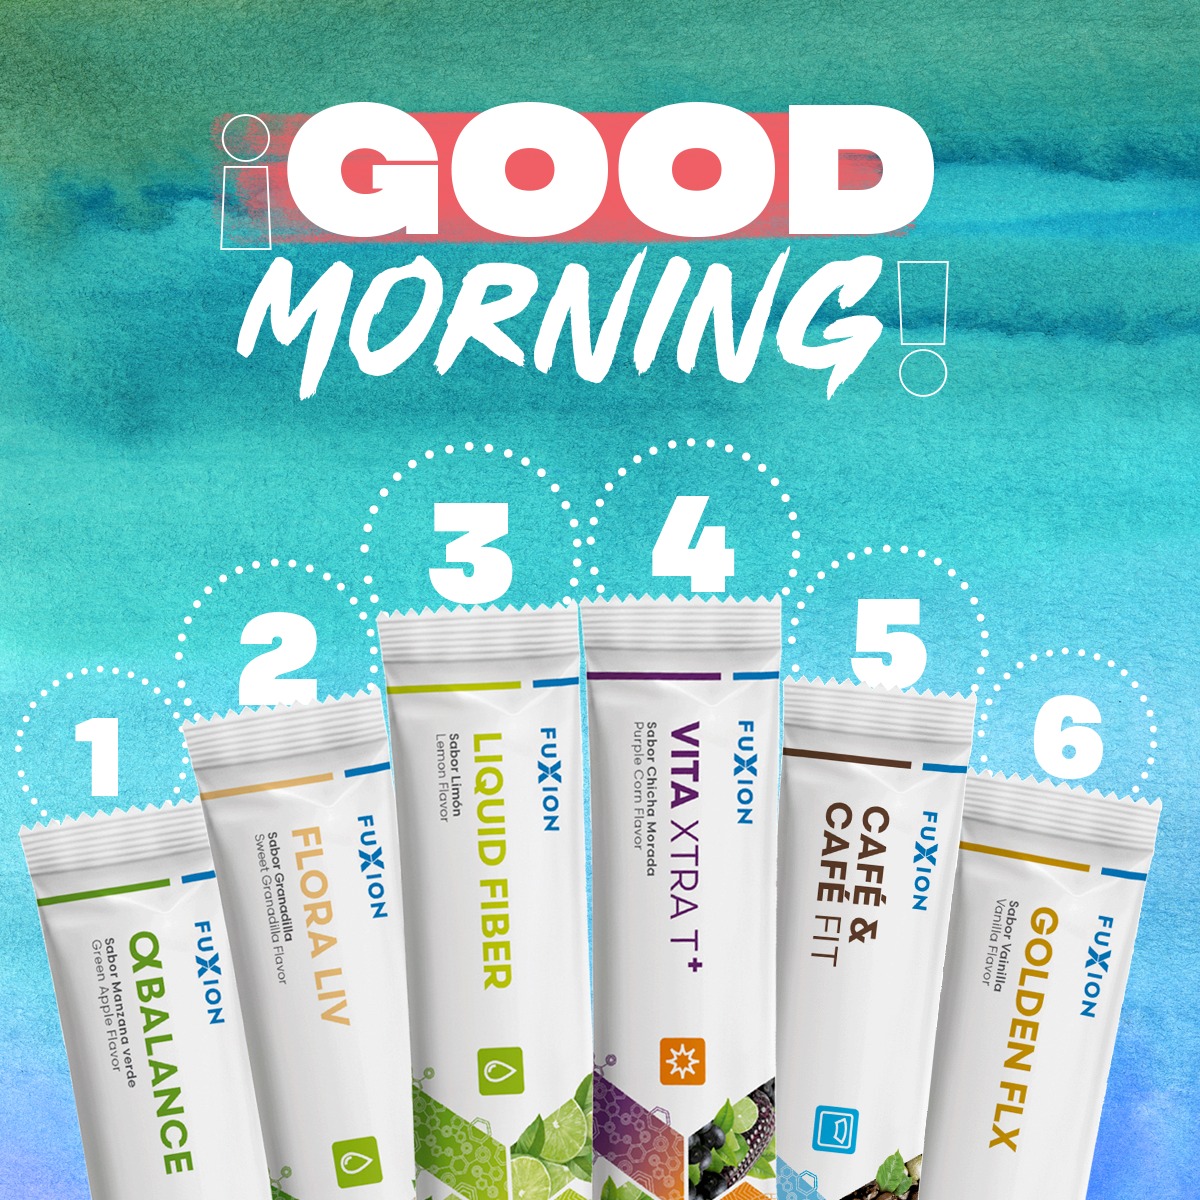 ¡GOOD
MORNING!
1
2
3
4
5
6
FUXION
αBALANCE
Sabor Manzana verde
Green Apple Flavor
FUXION
FLORA LIV
Sabor Granadilla
Sweet Granadilla Flavor
FUXION
LIQUID FIBER
Sabor Limón
Lemon Flavor
FUXION
VITA XTRA T+
Sabor Chicha Morada
Purple Corn Flavor
FUXION
CAFÉ &
CAFÉ FIT
FUXION
GOLDEN FLX
Sabor Vainilla
Vanilla Flavor